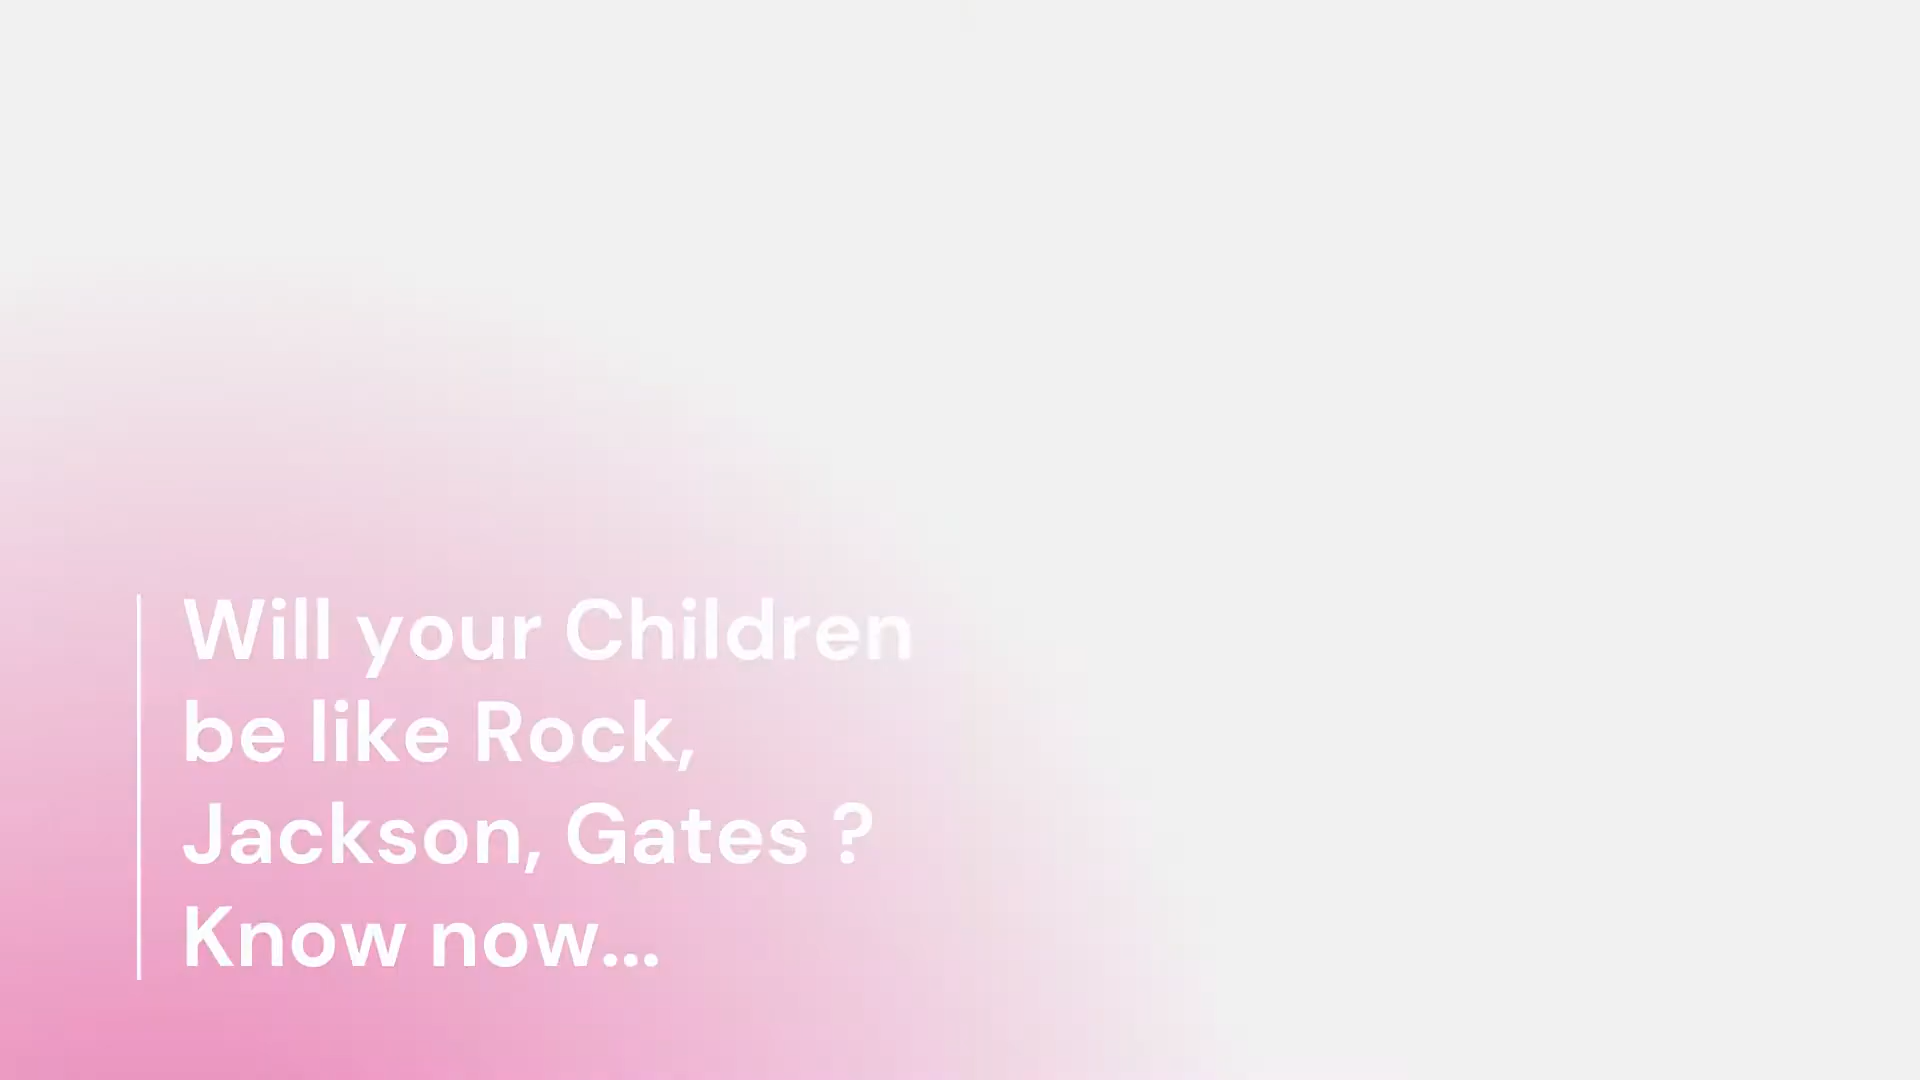 Will your Children
be like Rock,
Jackson, Gates ?
Know now...